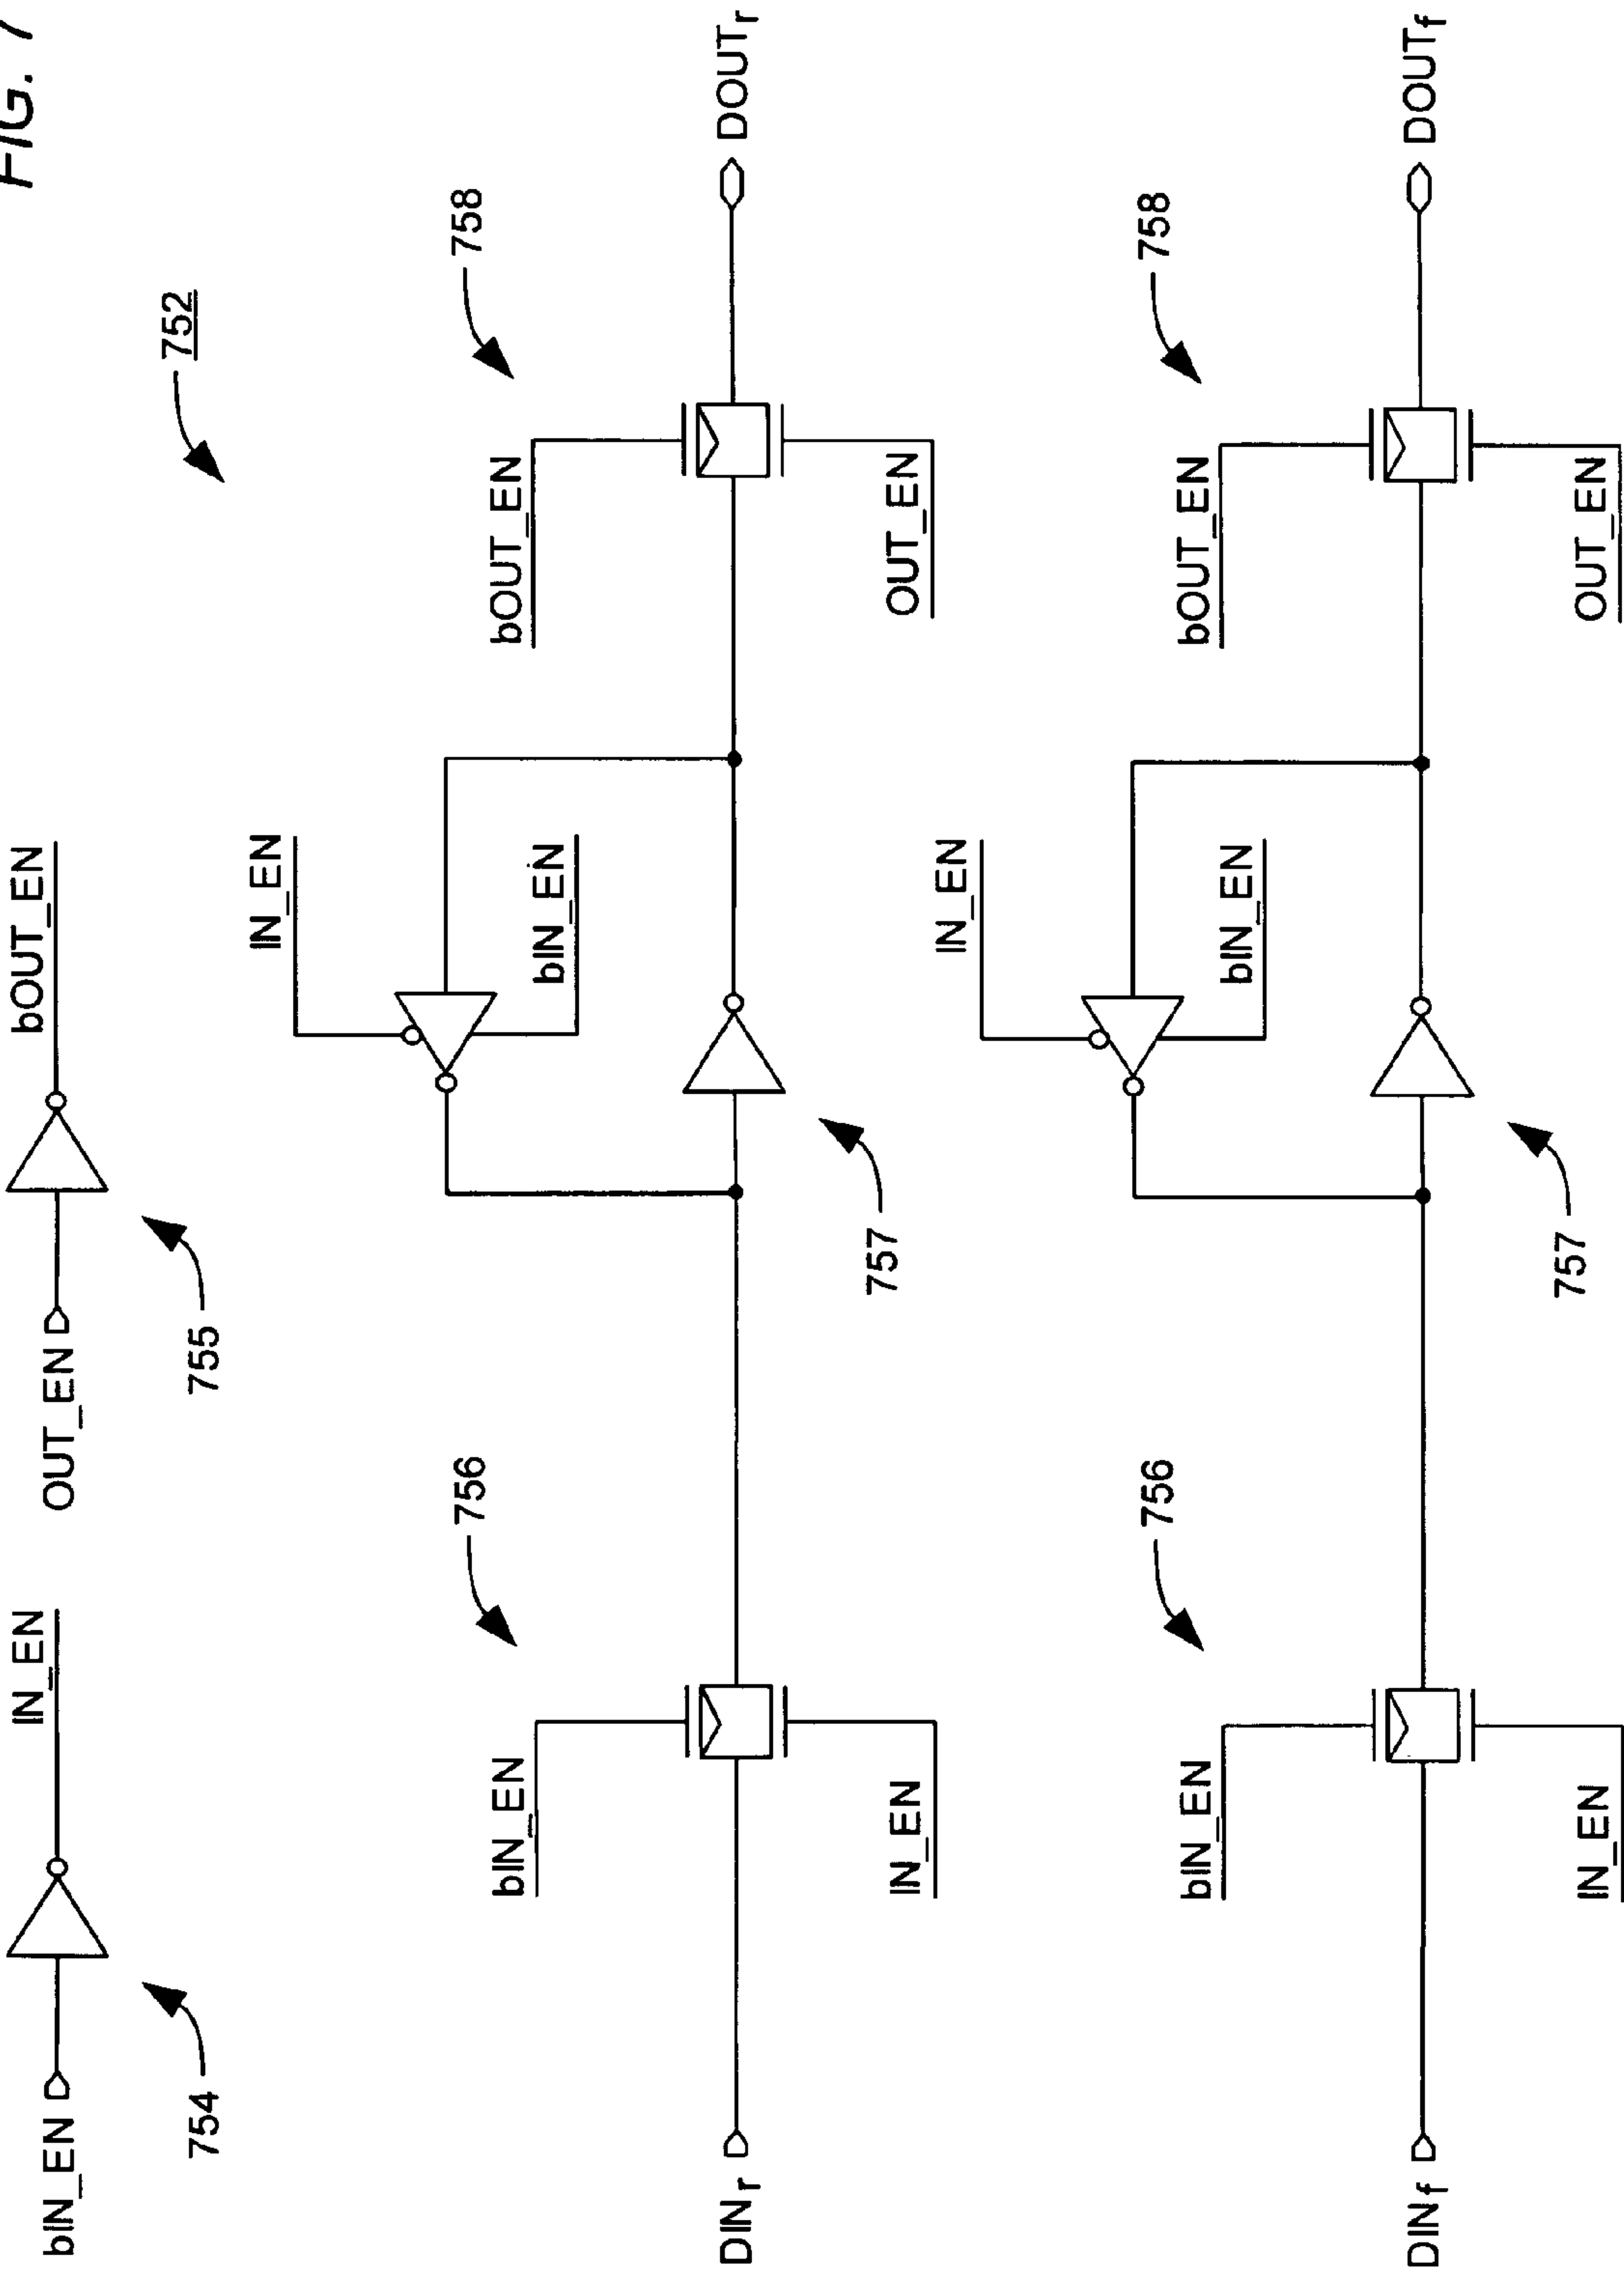 FIG. 7
bIN_EN
IN_EN
754
OUT_EN
bOUT_EN
755
752
DINr
bIN_EN
IN_EN
756
IN_EN
bIN_EN
757
bOUT_EN
OUT_EN
758
DOUTr
DINf
bIN_EN
IN_EN
756
IN_EN
bIN_EN
757
bOUT_EN
OUT_EN
758
DOUTf